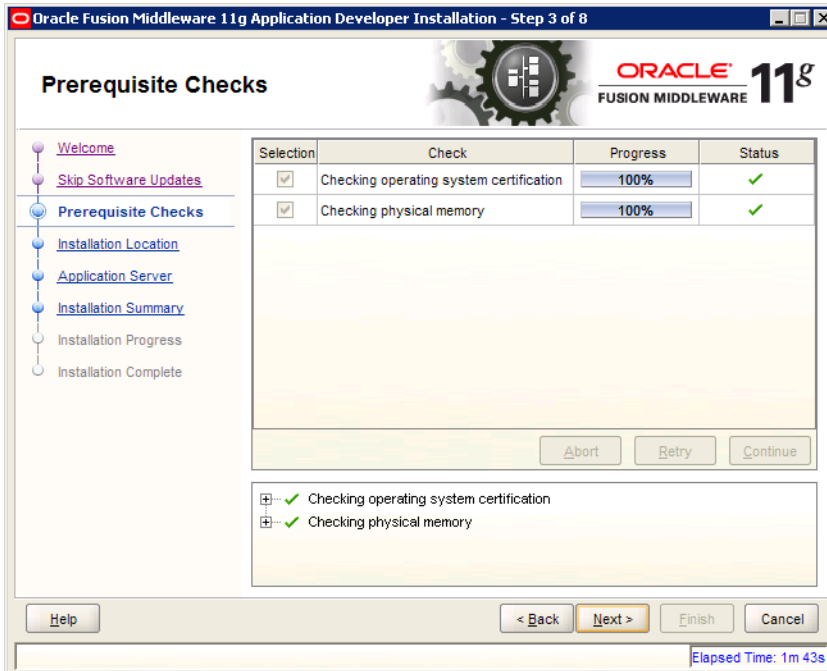 Oracle Fusion Middleware 11g Application Developer Installation - Step 3 of 8
Prerequisite Checks
ORACLE
FUSION MIDDLEWARE
11g
Welcome
Skip Software Updates
Prerequisite Checks
Installation Location
Application Server
Installation Summary
Installation Progress
Installation Complete
Selection Check Progress Status
Checking operating system certification 100%
Checking physical memory 100%
Abort Retry Continue
Checking operating system certification
Checking physical memory
Help < Back Next > Finish Cancel
Elapsed Time: 1m 43s